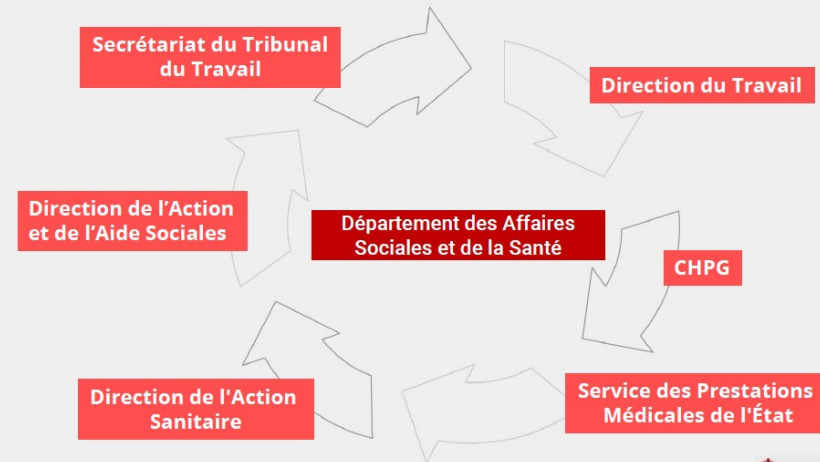 Secrétariat du Tribunal
du Travail
Direction du Travail
Direction de l’Action
et de l’Aide Sociales
Département des Affaires
Sociales et de la Santé
CHPG
Direction de l'Action
Sanitaire
Service des Prestations
Médicales de l'État